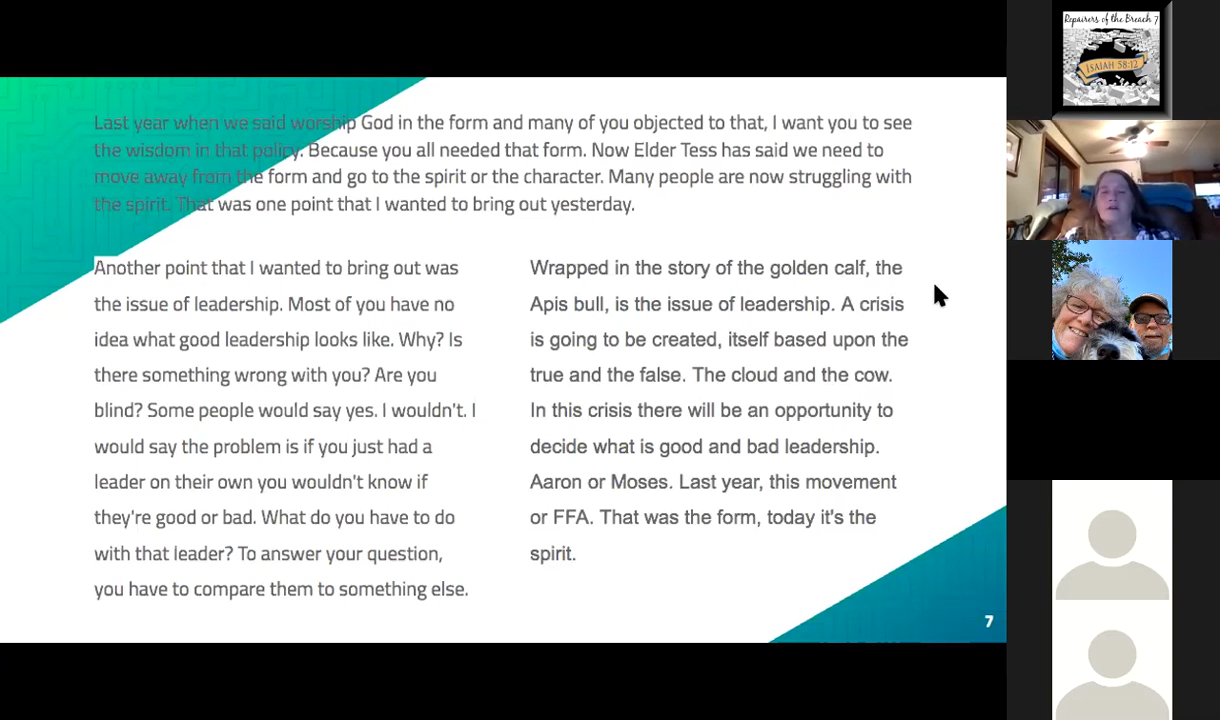 Last year when we said worship God in the form and many of you objected to that, I want you to see
the wisdom in that policy. Because you all needed that form. Now Elder Tess has said we need to
move away from the form and go to the spirit or the character. Many people are now struggling with
the spirit. That was one point that I wanted to bring out yesterday.
Another point that I wanted to bring out was
the issue of leadership. Most of you have no
idea what good leadership looks like. Why? Is
there something wrong with you? Are you
blind? Some people would say yes. I wouldn't. I
would say the problem is if you just had a
leader on their own you wouldn't know if
they're good or bad. What do you have to do
with that leader? To answer your question,
you have to compare them to something else.
Wrapped in the story of the golden calf, the
Apis bull, is the issue of leadership. A crisis
is going to be created, itself based upon the
true and the false. The cloud and the cow.
In this crisis there will be an opportunity to
decide what is good and bad leadership.
Aaron or Moses. Last year, this movement
or FFA. That was the form, today it's the
spirit.
7
Repairers of the Breach 7
ISAIAH 58:12